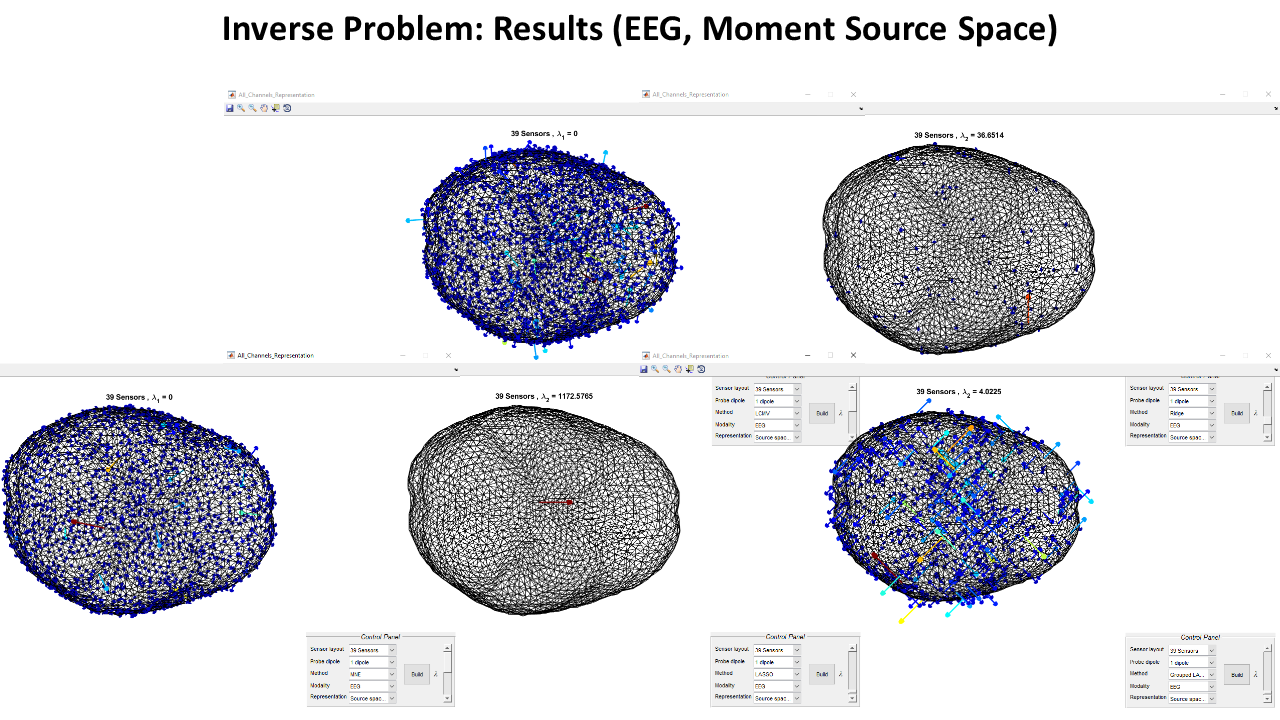 Inverse Problem: Results (EEG, Moment Source Space)
All_Channels_Representation
All_Channels_Representation
39 Sensors , λ1 = 0
39 Sensors , λ2 = 36.6514
All_Channels_Representation
All_Channels_Representation
Control Panel
Sensor layout 39 Sensors
Probe dipole 1 dipole
Method LCMV
Build λ
Modality EEG
Representation Source spac...
Control Panel
Sensor layout 39 Sensors
Probe dipole 1 dipole
Method Ridge
Build λ
Modality EEG
Representation Source spac...
39 Sensors , λ1 = 0
39 Sensors , λ2 = 1172.5765
39 Sensors , λ2 = 4.0225
Control Panel
Sensor layout 39 Sensors
Probe dipole 1 dipole
Method MNE
Build λ
Modality EEG
Representation Source spac...
Control Panel
Sensor layout 39 Sensors
Probe dipole 1 dipole
Method LASSO
Build λ
Modality EEG
Representation Source spac...
Control Panel
Sensor layout 39 Sensors
Probe dipole 1 dipole
Method Grouped LA...
Build λ
Modality EEG
Representation Source spac...